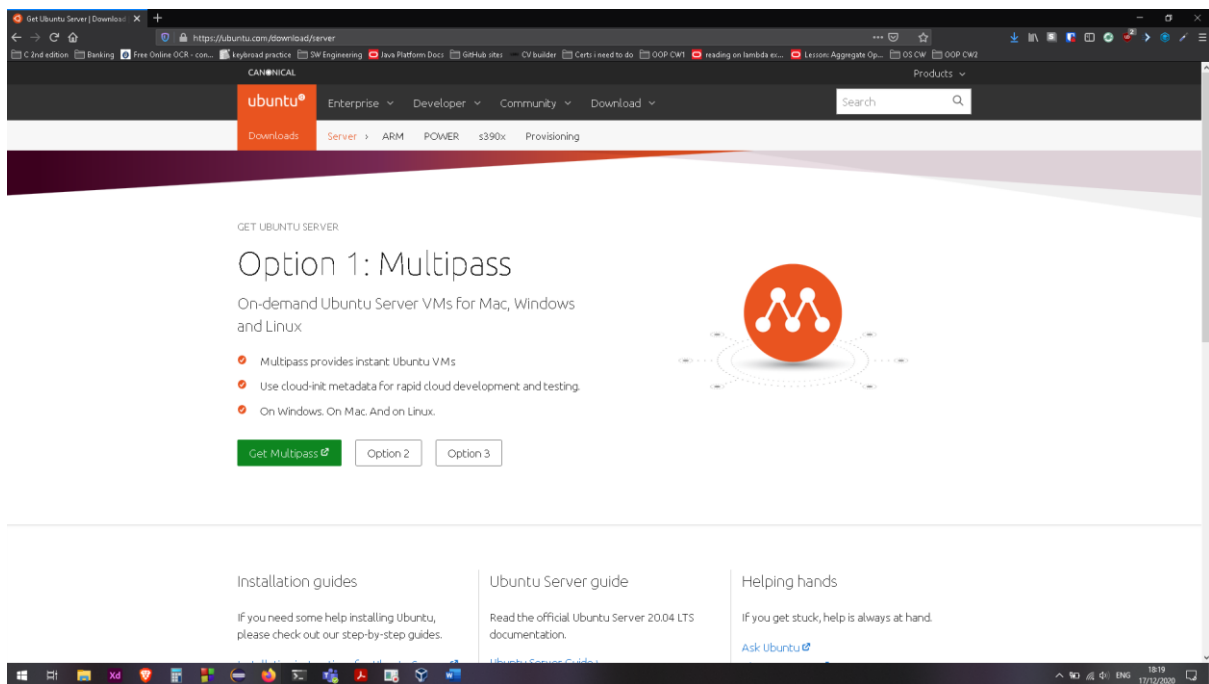 Get Ubuntu Server | Download
https://ubuntu.com/download/server
C 2nd edition Banking Free Online OCR - con... keybroad practice SW Engineering Java Platform Docs GitHub sites CV builder Certs i need to do OOP CW1 reading on lambda ex... Lesson: Aggregate Op... OS CW OOP CW2
CANONICAL Products
ubuntu® Enterprise Developer Community Download Search
Downloads Server › ARM POWER s390x Provisioning
GET UBUNTU SERVER
Option 1: Multipass
On-demand Ubuntu Server VMs for Mac, Windows
and Linux
Multipass provides instant Ubuntu VMs
Use cloud-init metadata for rapid cloud development and testing.
On Windows. On Mac. And on Linux.
Get Multipass Option 2 Option 3
Installation guides
If you need some help installing Ubuntu,
please check out our step-by-step guides.
Ubuntu Server guide
Read the official Ubuntu Server 20.04 LTS
documentation.
Ubuntu Server Guide ›
Helping hands
If you get stuck, help is always at hand.
Ask Ubuntu
Xd
ENG 18:19
17/12/2020